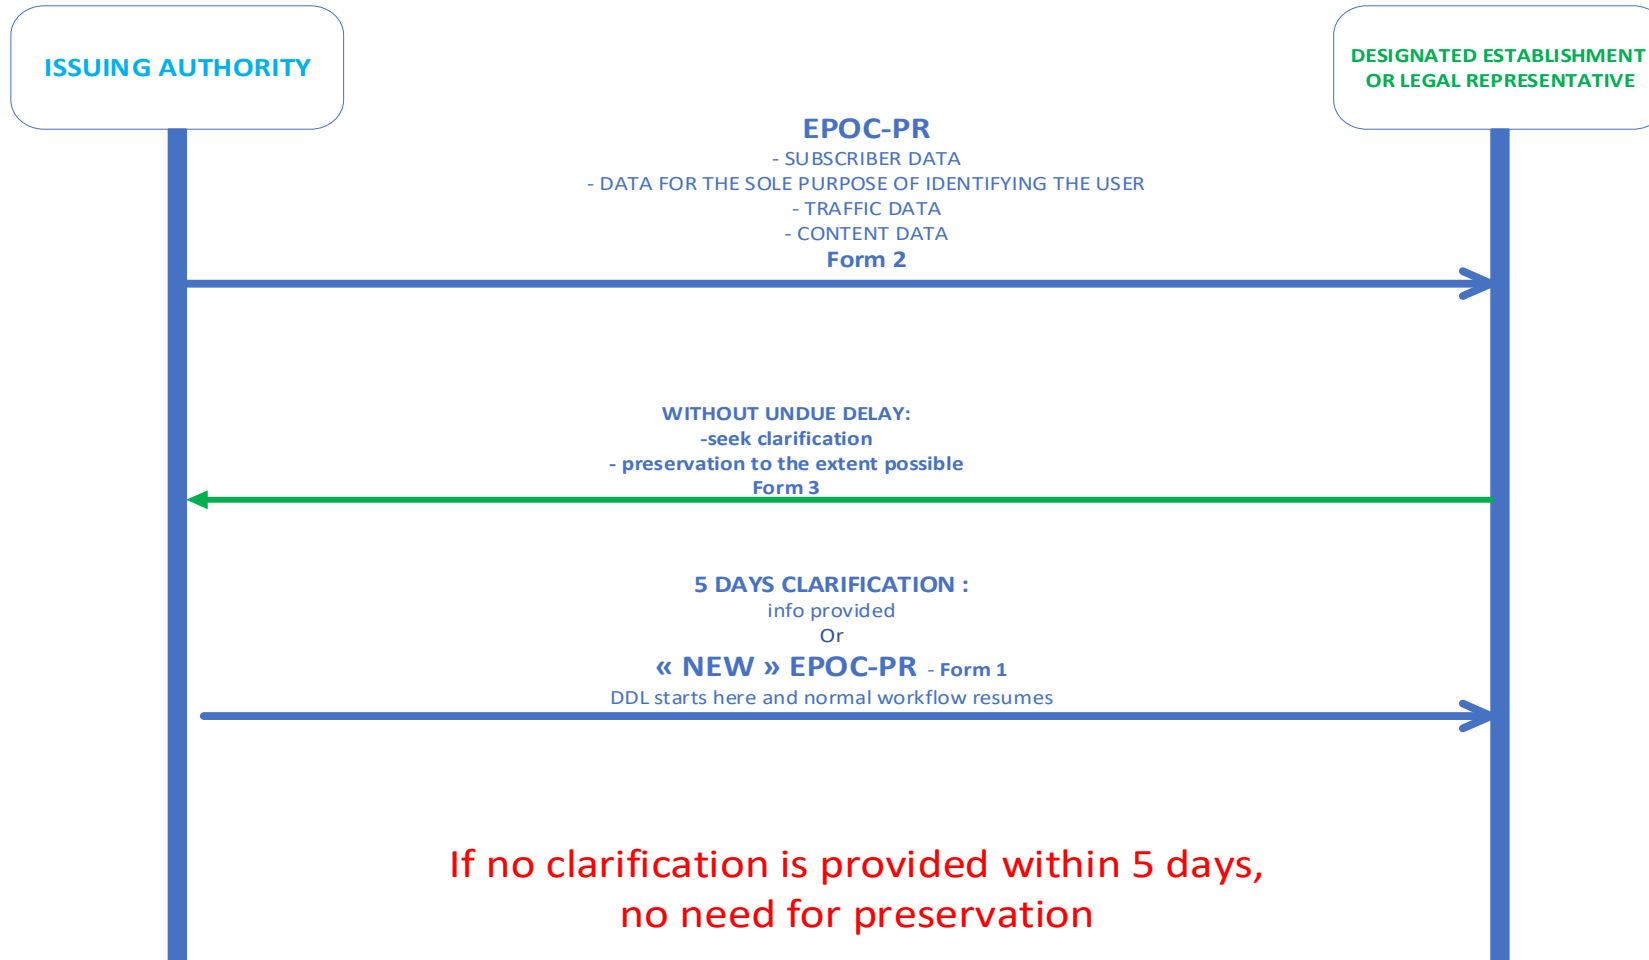 ISSUING AUTHORITY
DESIGNATED ESTABLISHMENT
OR LEGAL REPRESENTATIVE
EPOC-PR
- SUBSCRIBER DATA
- DATA FOR THE SOLE PURPOSE OF IDENTIFYING THE USER
- TRAFFIC DATA
- CONTENT DATA
Form 2
WITHOUT UNDUE DELAY:
-seek clarification
- preservation to the extent possible
Form 3
5 DAYS CLARIFICATION :
info provided
Or
« NEW » EPOC-PR - Form 1
DDL starts here and normal workflow resumes
If no clarification is provided within 5 days,
no need for preservation